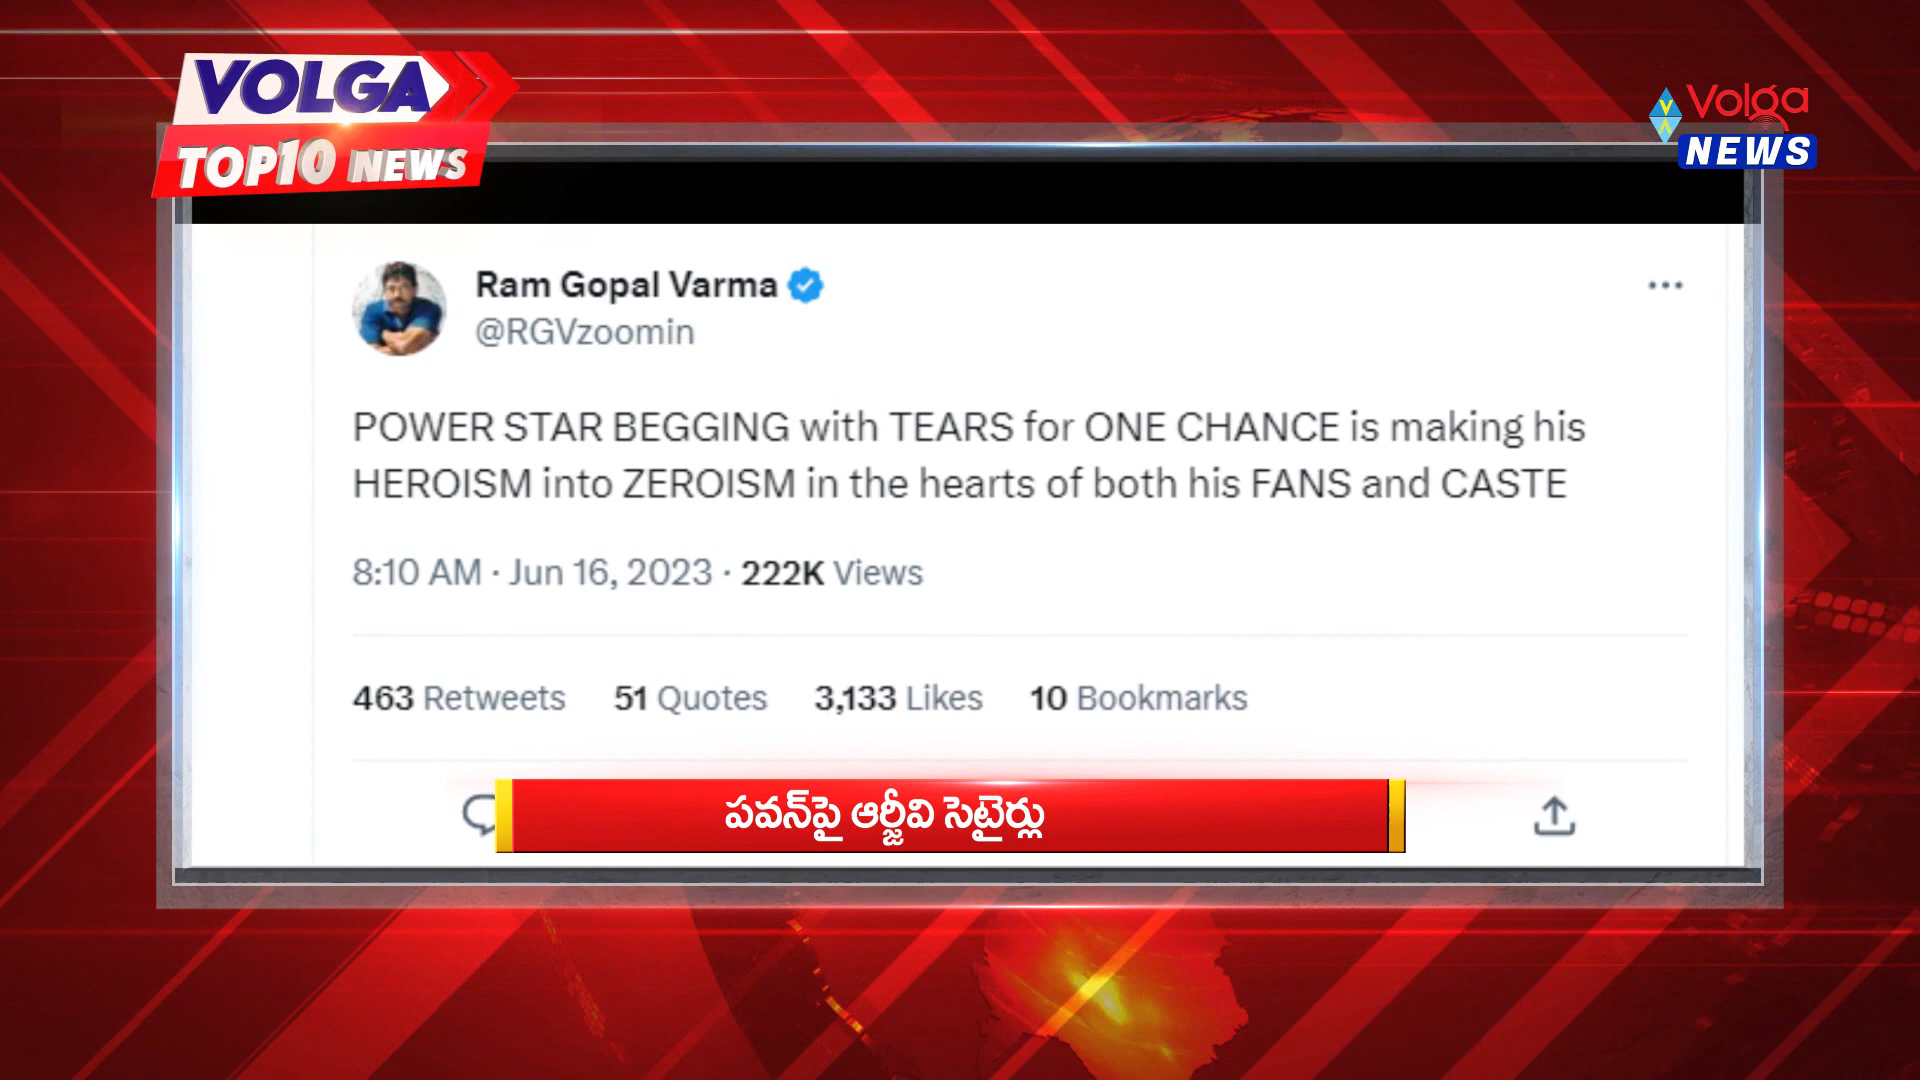 VOLGA
TOP10 NEWS
Volga
NEWS
Ram Gopal Varma
@RGVzoomin
POWER STAR BEGGING with TEARS for ONE CHANCE is making his
HEROISM into ZEROISM in the hearts of both his FANS and CASTE
8:10 AM · Jun 16, 2023 · 222K Views
463 Retweets 51 Quotes 3,133 Likes 10 Bookmarks
పవన్‌పై ఆర్జీవి సెటైర్లు